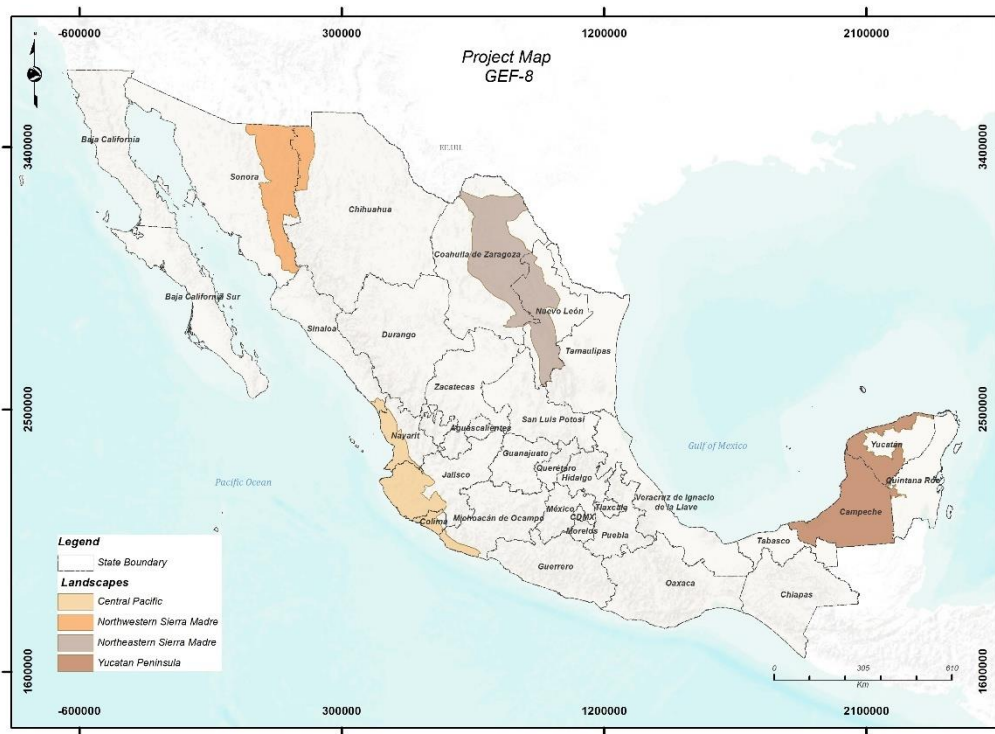 -600000
300000
1200000
2100000
Project Map
GEF-8
3400000
3400000
Baja California
Sonora
EE.UU.
Chihuahua
Coahuila de Zaragoza
Baja California Sur
Nuevo León
Sinaloa
Durango
Tamaulipas
Zacatecas
2500000
2500000
San Luis Potosí
Nayarit
Aguascalientes
Gulf of Mexico
Yucatán
Guanajuato
Querétaro
Hidalgo
Jalisco
Quintana Roo
Pacific Ocean
Veracruz de Ignacio
de la Llave
México
Tlaxcala
Campeche
Colima
Michoacán de Ocampo
CDMX
Morelos
Puebla
Tabasco
Guerrero
Oaxaca
Chiapas
Legend
State Boundary
Landscapes
Central Pacific
Northwestern Sierra Madre
Northeastern Sierra Madre
Yucatan Peninsula
1600000
1600000
0 305 610
Km
-600000
300000
1200000
2100000